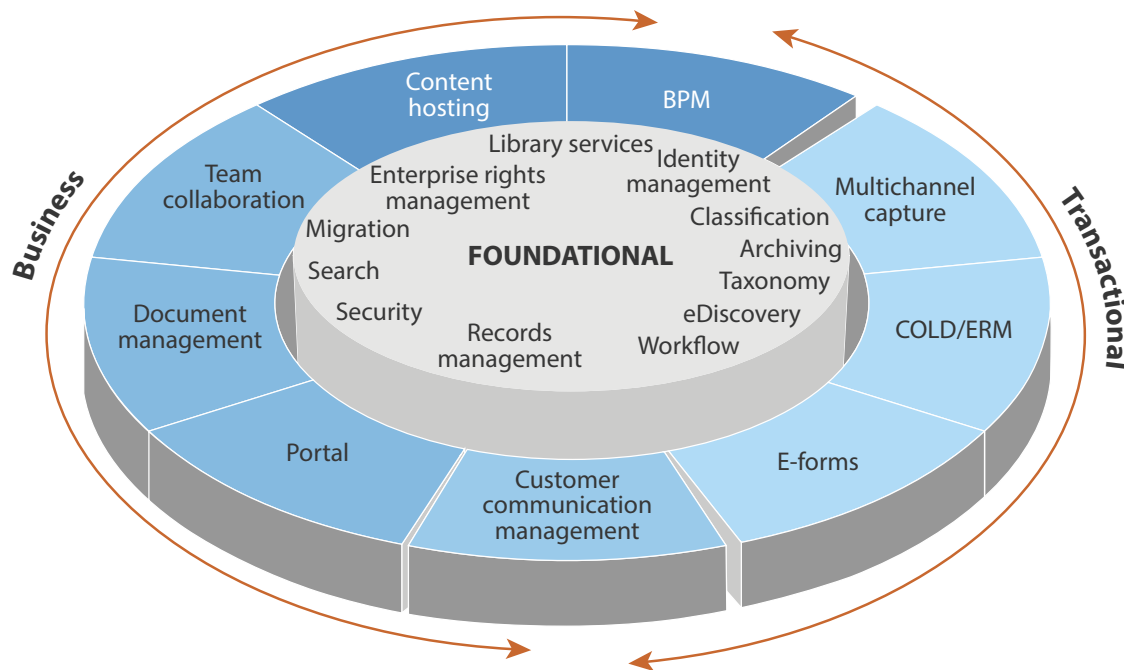 Content
hosting
BPM
Team
collaboration
Multichannel
capture
Business
Transactional
Document
management
COLD/ERM
Portal
E-forms
Customer
communication
management
Library services
Identity
management
Enterprise rights
management
Classification
Migration
Archiving
FOUNDATIONAL
Search
Taxonomy
Security
eDiscovery
Records
management
Workflow